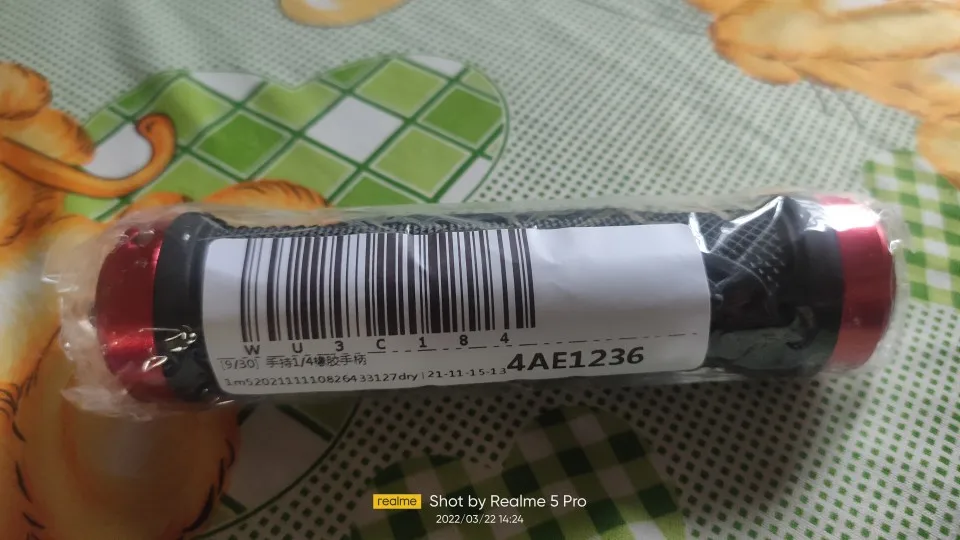 W U 3 C 1 8 4
[9/30] 手持1/4橡胶手柄
1m52021111110826433127dry | 21-11-15-13
4AE1236
realme Shot by Realme 5 Pro
2022/03/22 14:24